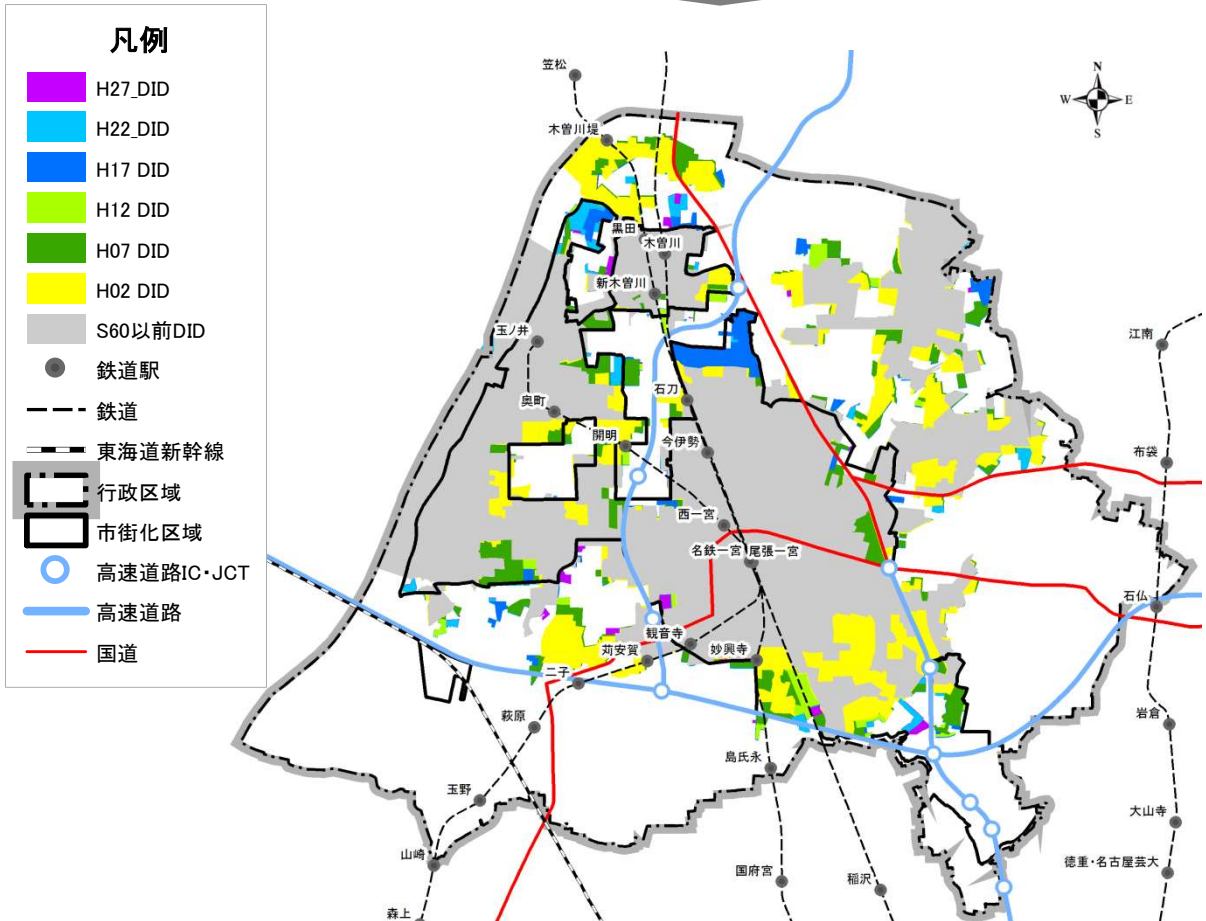 凡例
H27_DID
H22_DID
H17 DID
H12 DID
H07 DID
H02 DID
S60以前DID
鉄道駅
鉄道
東海道新幹線
行政区域
市街化区域
高速道路IC・JCT
高速道路
国道
N
W
E
S
笠松
木曽川堤
黒田
木曽川
新木曽川
玉ノ井
江南
石刀
奥町
開明
今伊勢
布袋
西一宮
名鉄一宮
尾張一宮
石仏
観音寺
苅安賀
妙興寺
二子
萩原
岩倉
島氏永
玉野
大山寺
山崎
国府宮
稲沢
徳重・名古屋芸大
森上